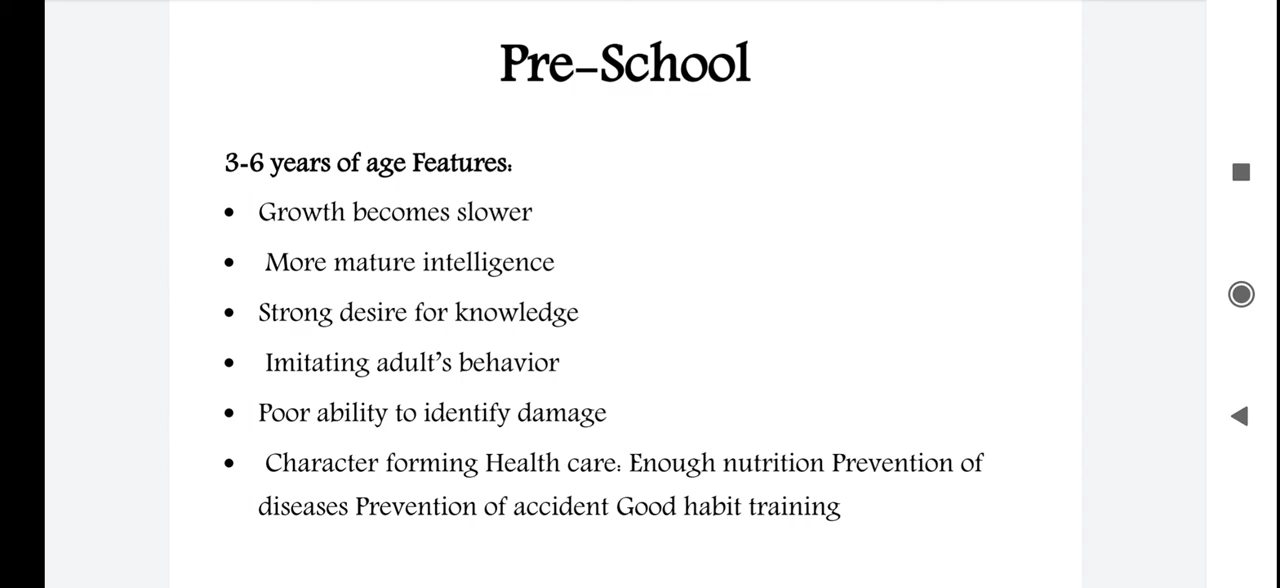 Pre-School
3-6 years of age Features:
• Growth becomes slower
• More mature intelligence
• Strong desire for knowledge
• Imitating adult's behavior
• Poor ability to identify damage
• Character forming Health care: Enough nutrition Prevention of
diseases Prevention of accident Good habit training